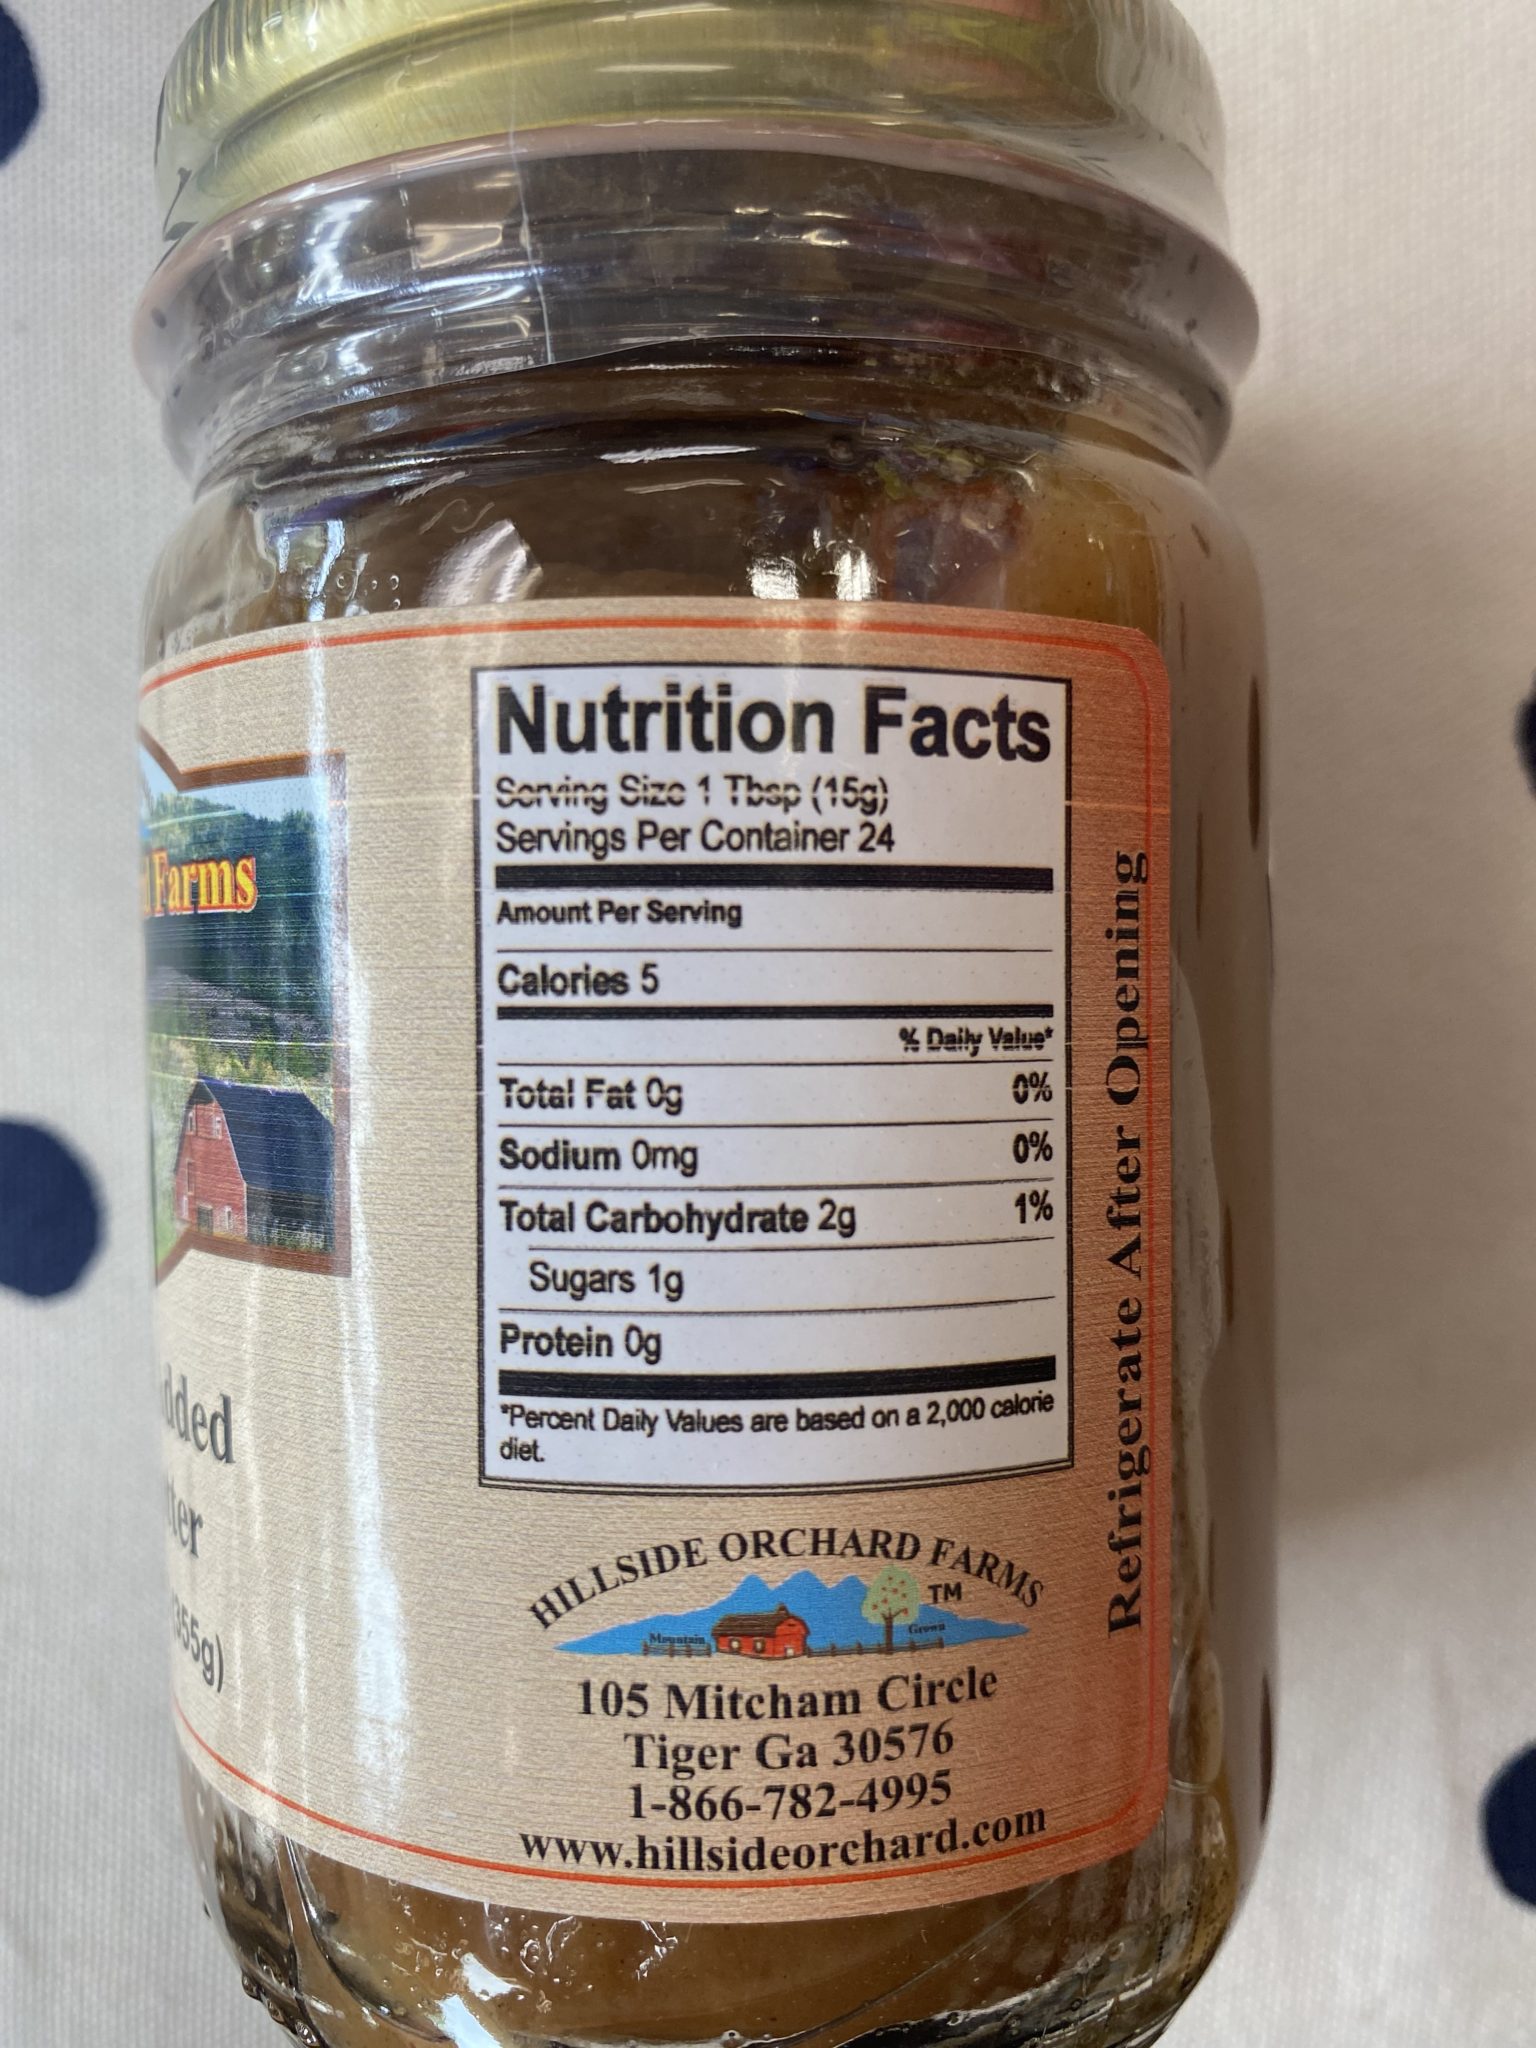 Farms
dded
tter
355g)
Nutrition Facts
Serving Size 1 Tbsp (15g)
Servings Per Container 24
Amount Per Serving
Calories 5
% Daily Value*
Total Fat 0g 0%
Sodium 0mg 0%
Total Carbohydrate 2g 1%
Sugars 1g
Protein 0g
*Percent Daily Values are based on a 2,000 calorie
diet.
HILLSIDE ORCHARD FARMS
TM
Mountain Grown
105 Mitcham Circle
Tiger Ga 30576
1-866-782-4995
www.hillsideorchard.com
Refrigerate After Opening